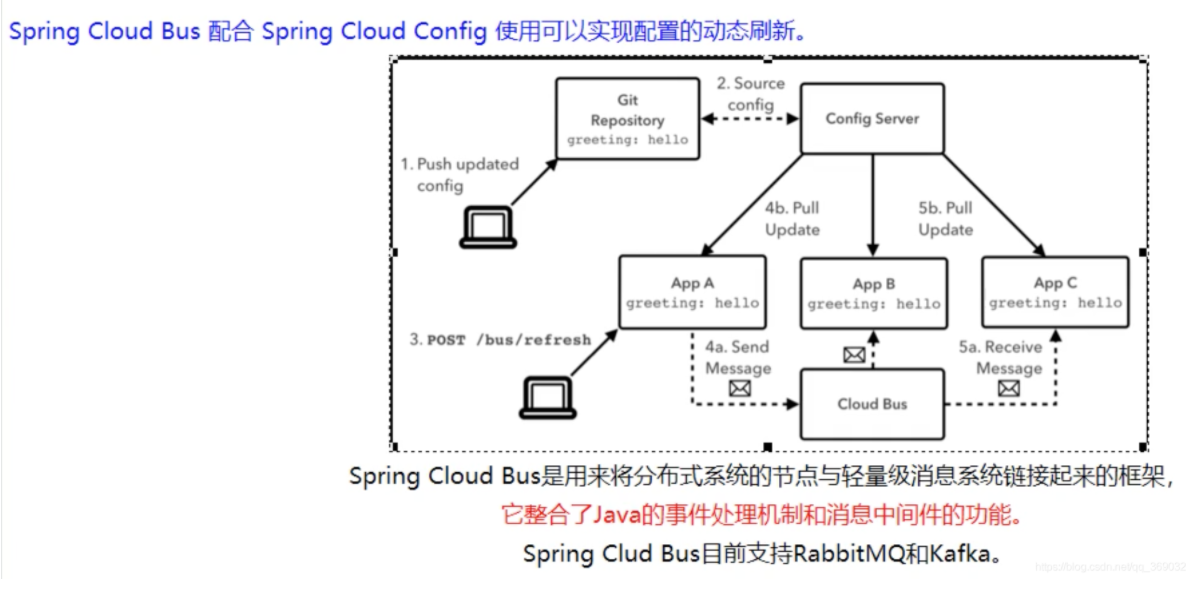 Spring Cloud Bus 配合 Spring Cloud Config 使用可以实现配置的动态刷新。
Git
Repository
greeting: hello
2. Source
config
Config Server
1. Push updated
config
4b. Pull
Update
5b. Pull
Update
App A
greeting: hello
App B
greeting: hello
App C
greeting: hello
3. POST /bus/refresh
4a. Send
Message
5a. Receive
Message
Cloud Bus
Spring Cloud Bus是用来将分布式系统的节点与轻量级消息系统链接起来的框架，
它整合了Java的事件处理机制和消息中间件的功能。
Spring Clud Bus目前支持RabbitMQ和Kafka。
https://blog.csdn.net/qq_369032